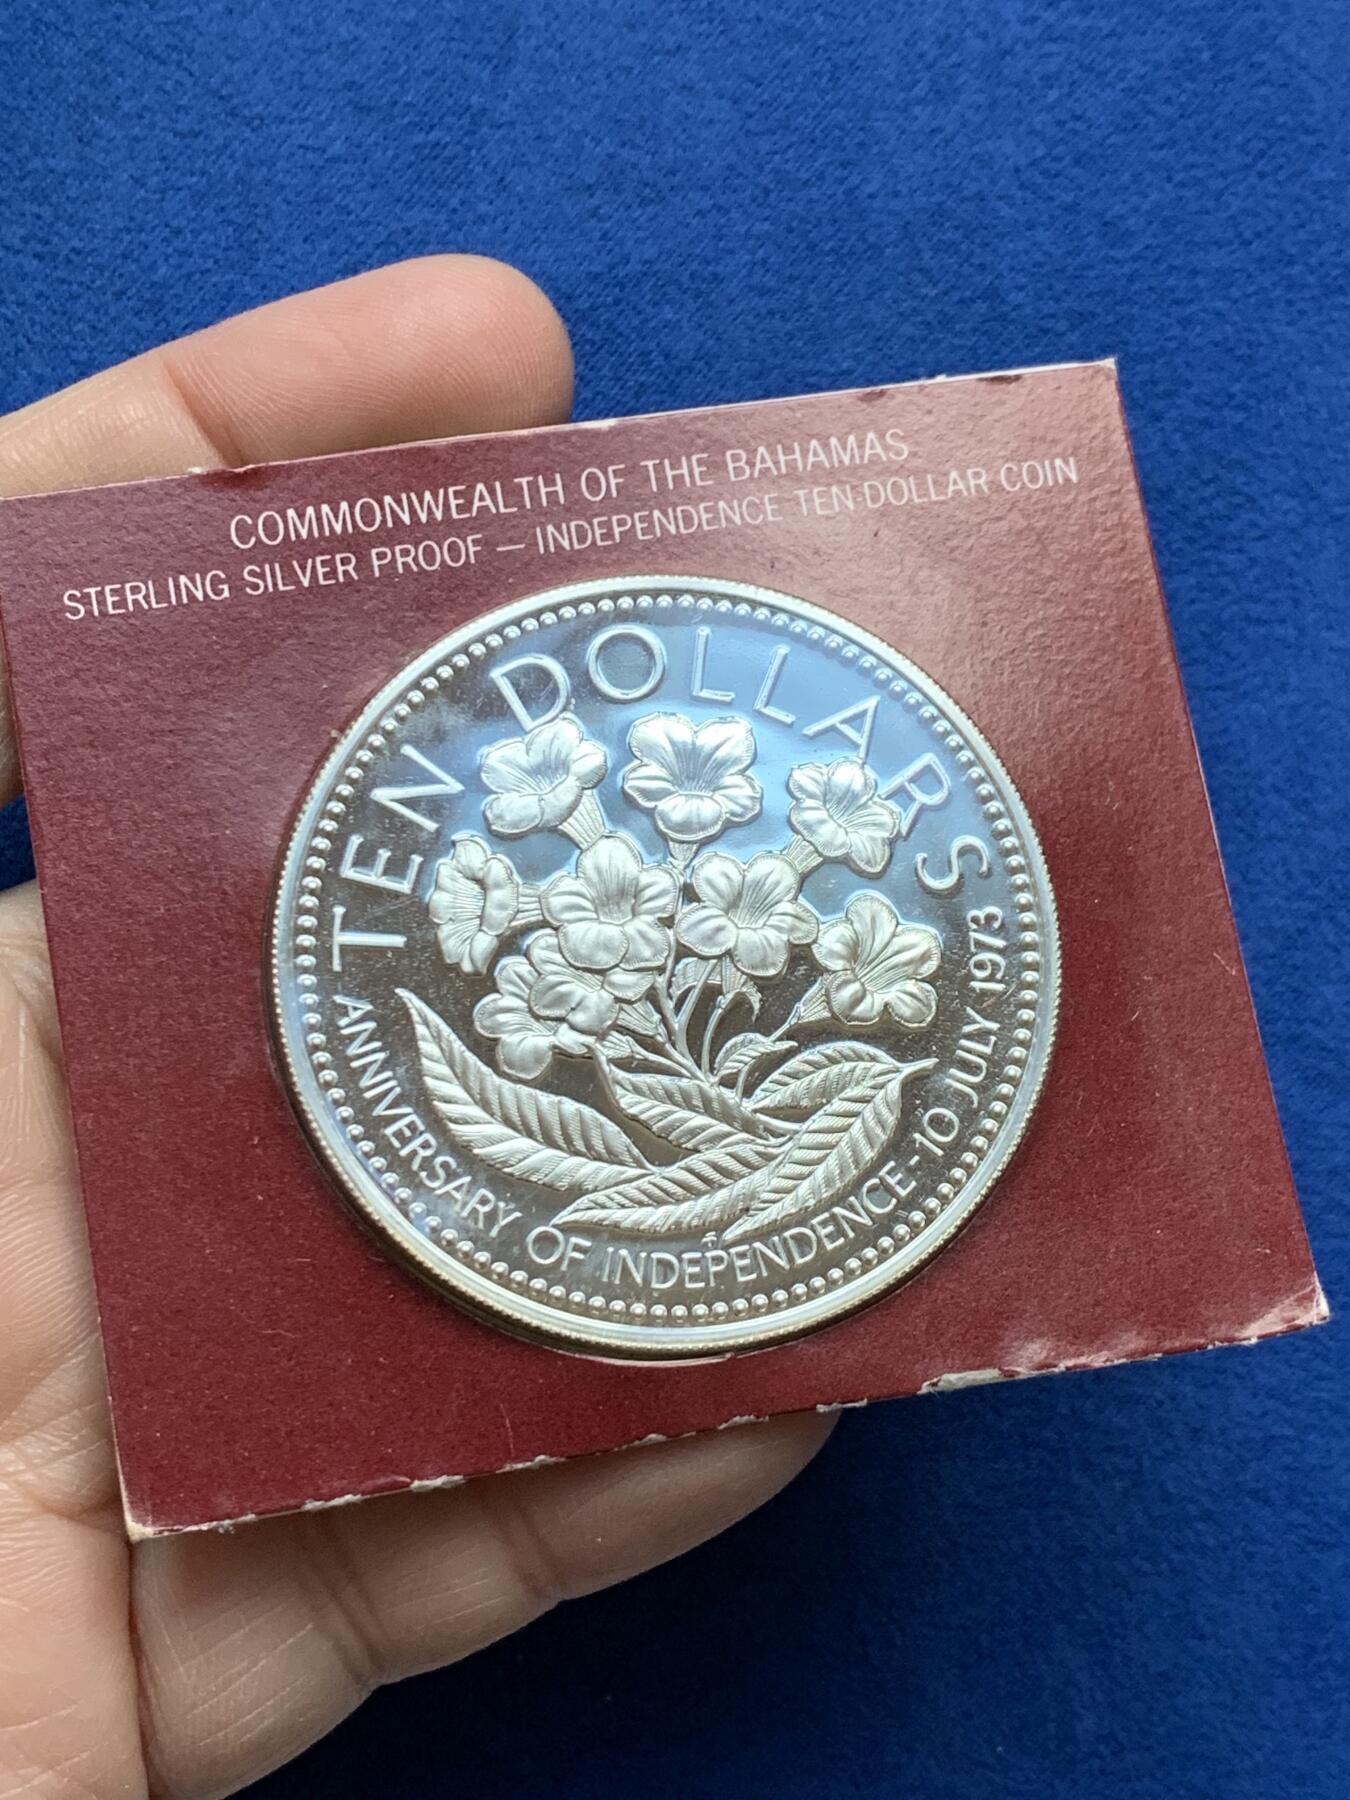 COMMONWEALTH OF THE BAHAMAS
STERLING SILVER PROOF — INDEPENDENCE TEN-DOLLAR COIN
TEN DOLLARS
ANNIVERSARY OF INDEPENDENCE - 10 JULY 1973